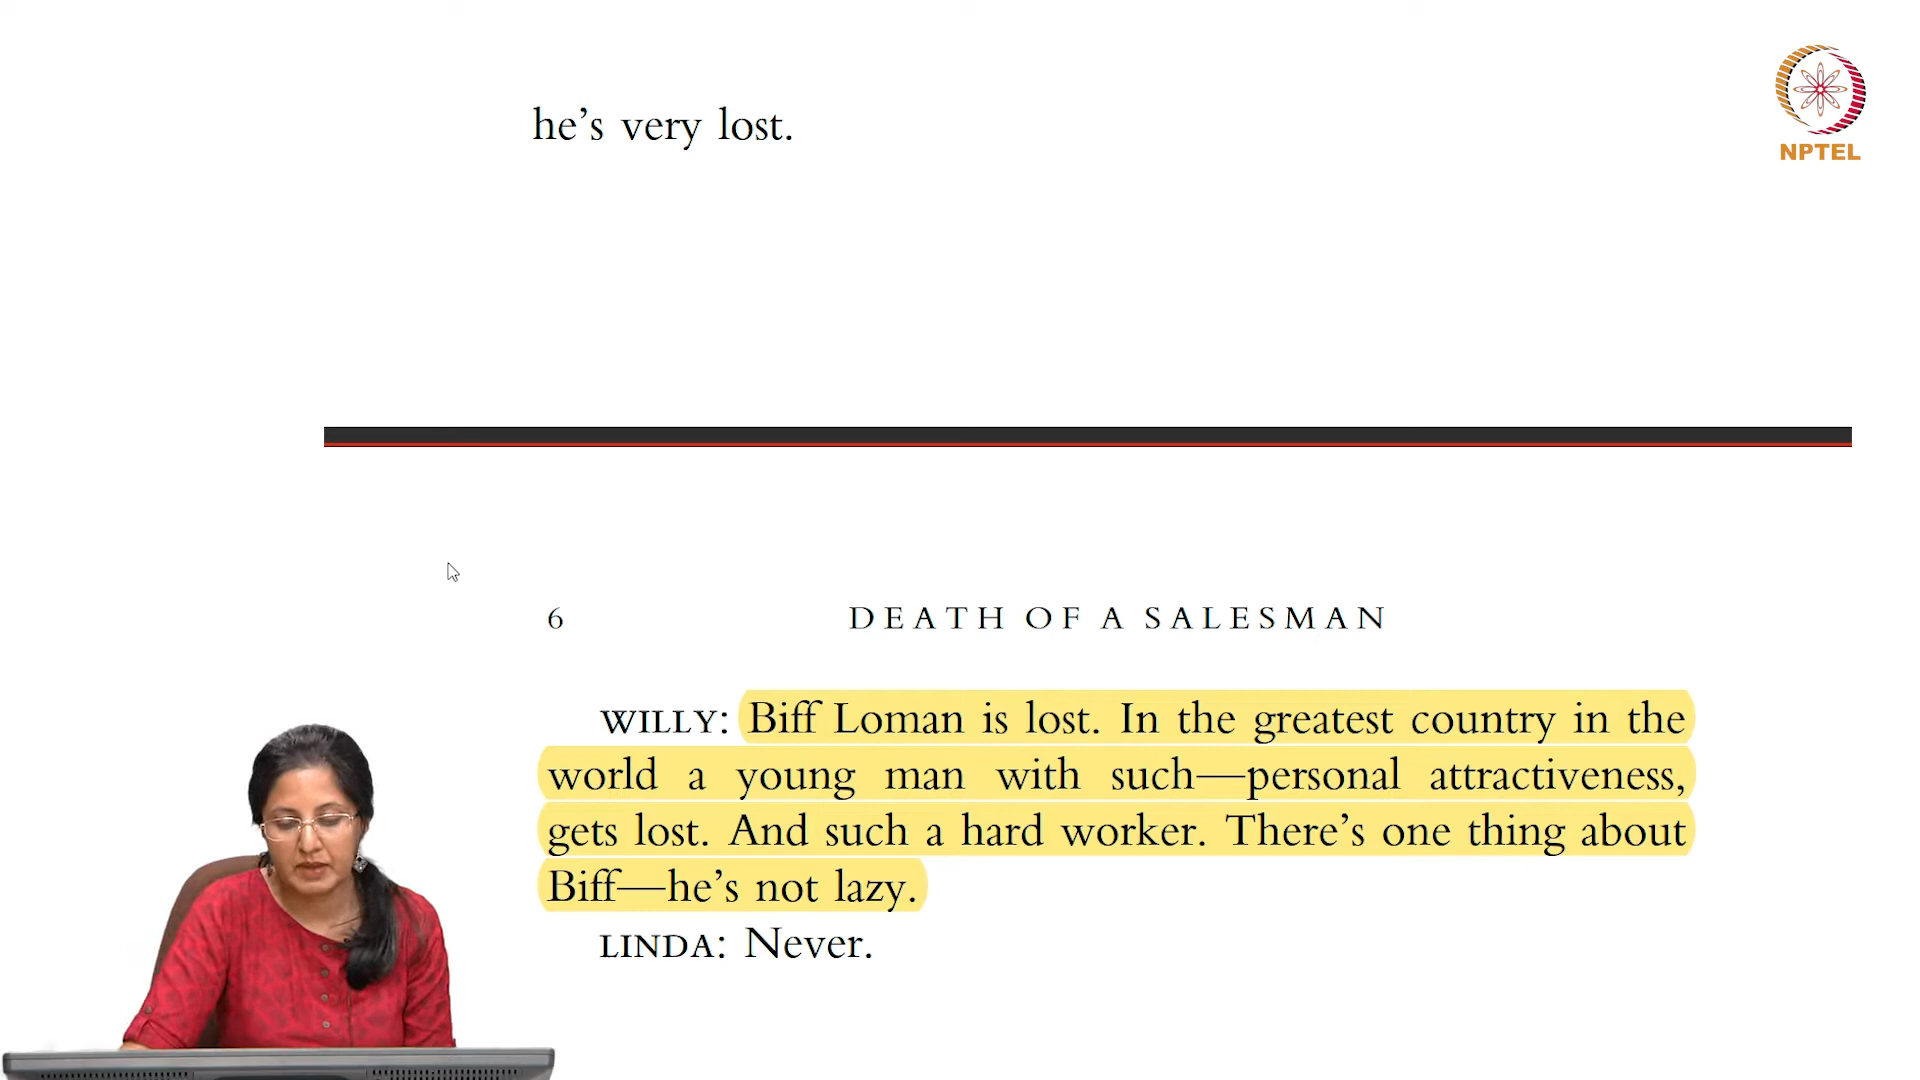 he's very lost.
NPTEL
6 DEATH OF A SALESMAN
WILLY: Biff Loman is lost. In the greatest country in the
world a young man with such—personal attractiveness,
gets lost. And such a hard worker. There's one thing about
Biff—he's not lazy.
LINDA: Never.